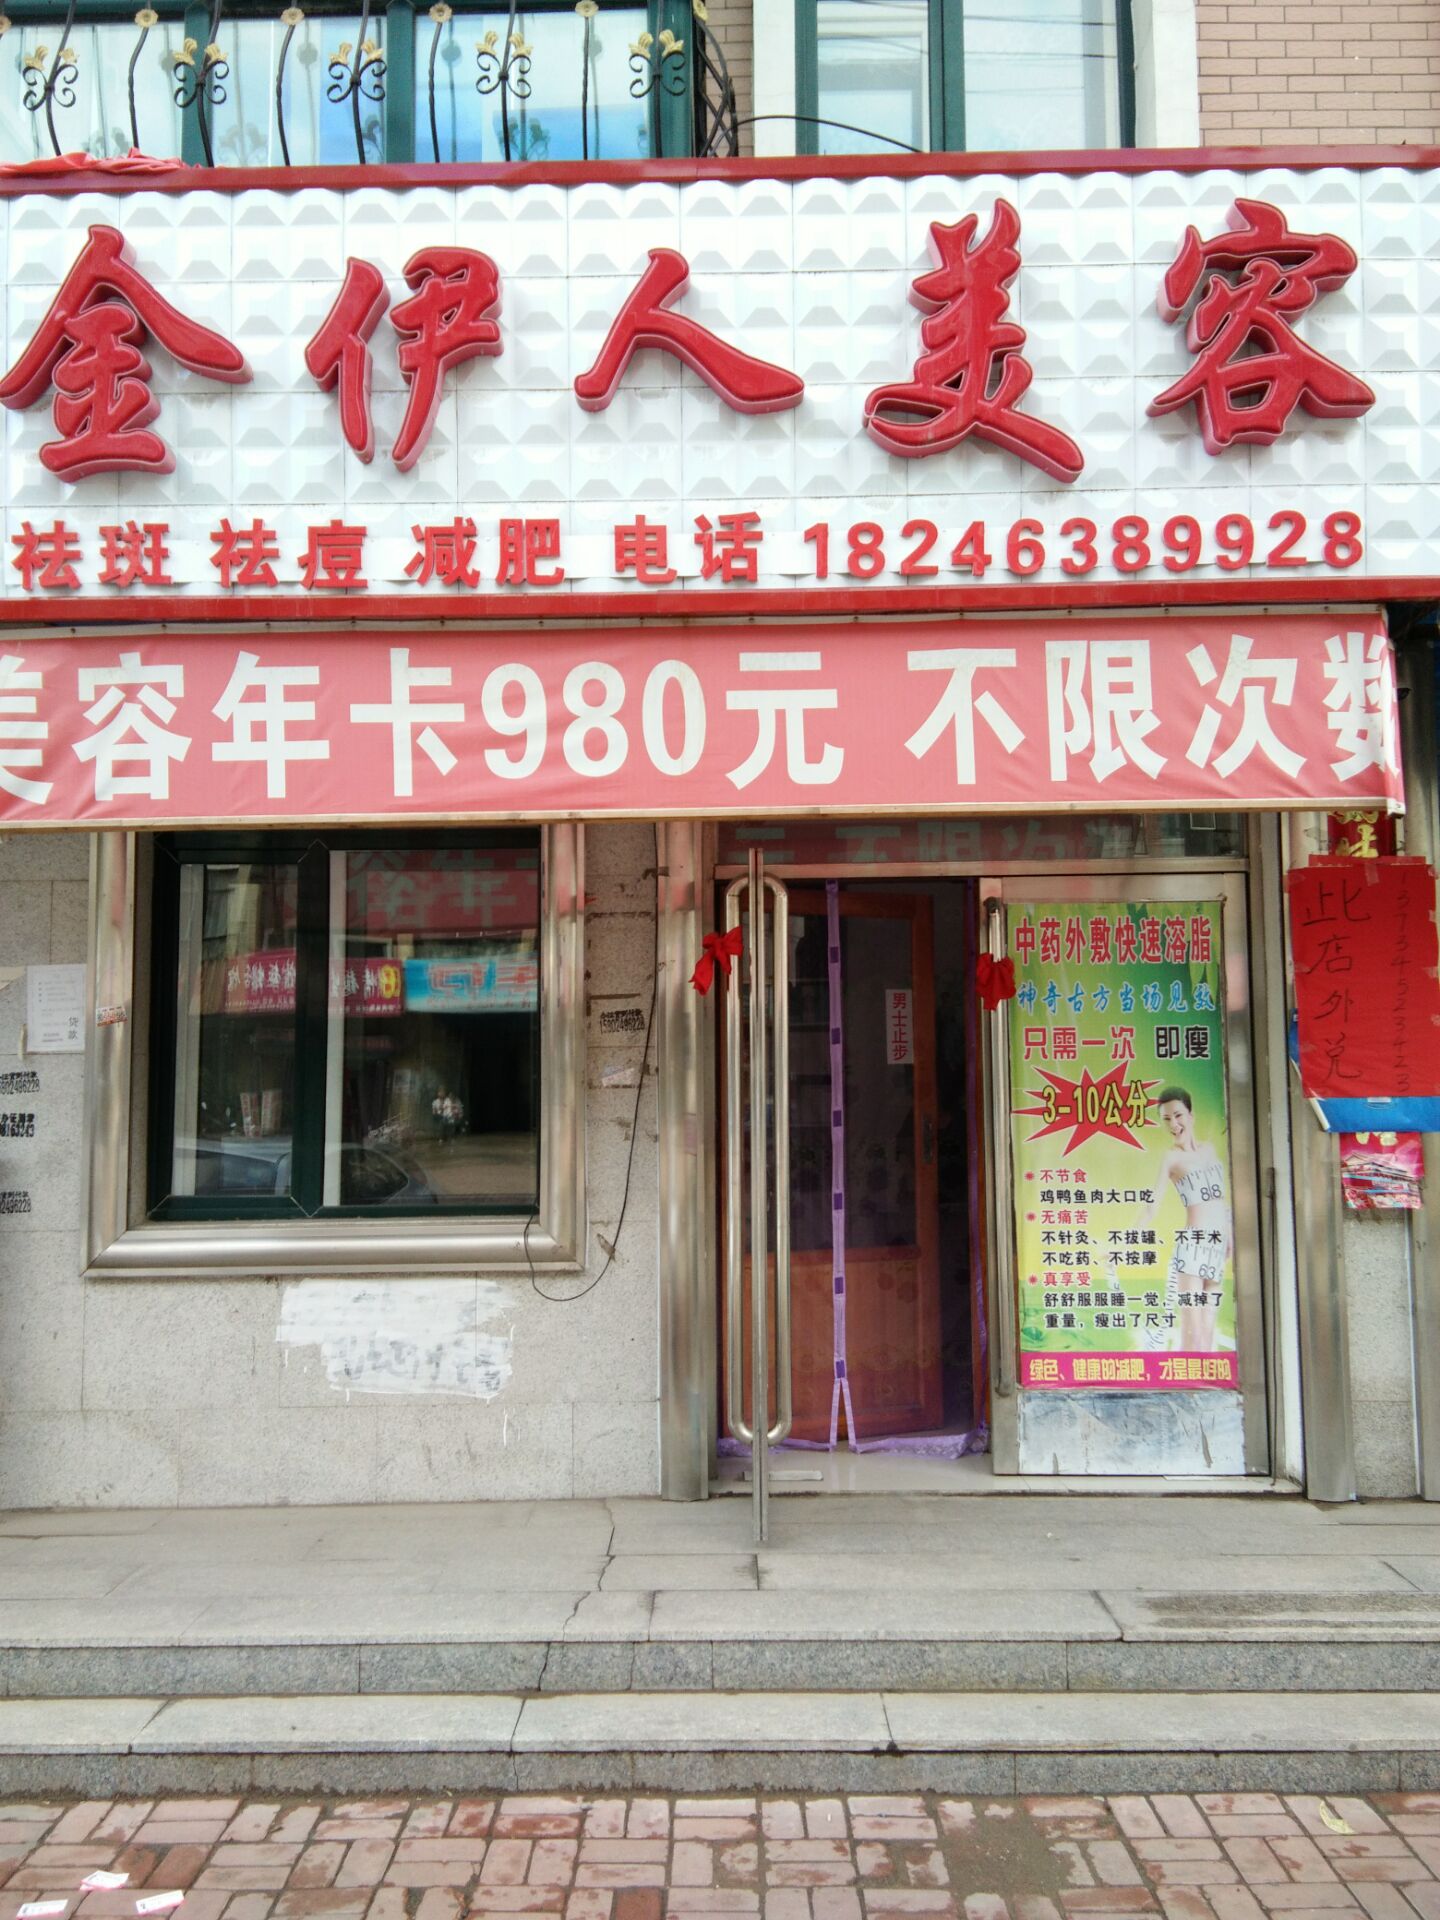 金伊人美容
祛斑 祛痘 减肥 电话 18246389928
美容年卡980元 不限次数
男士止步
中药外敷快速溶脂
神奇古方当场见效
只需一次 即瘦
3-10公分
不节食
鸡鸭鱼肉大口吃
无痛苦
不针灸、不拔罐、不手术
不吃药、不按摩
真享受
舒舒服服睡一觉，减掉了
重量，瘦出了尺寸
绿色、健康的减肥，才是最好的
此店外兑
13734523423
贷款
15802496228